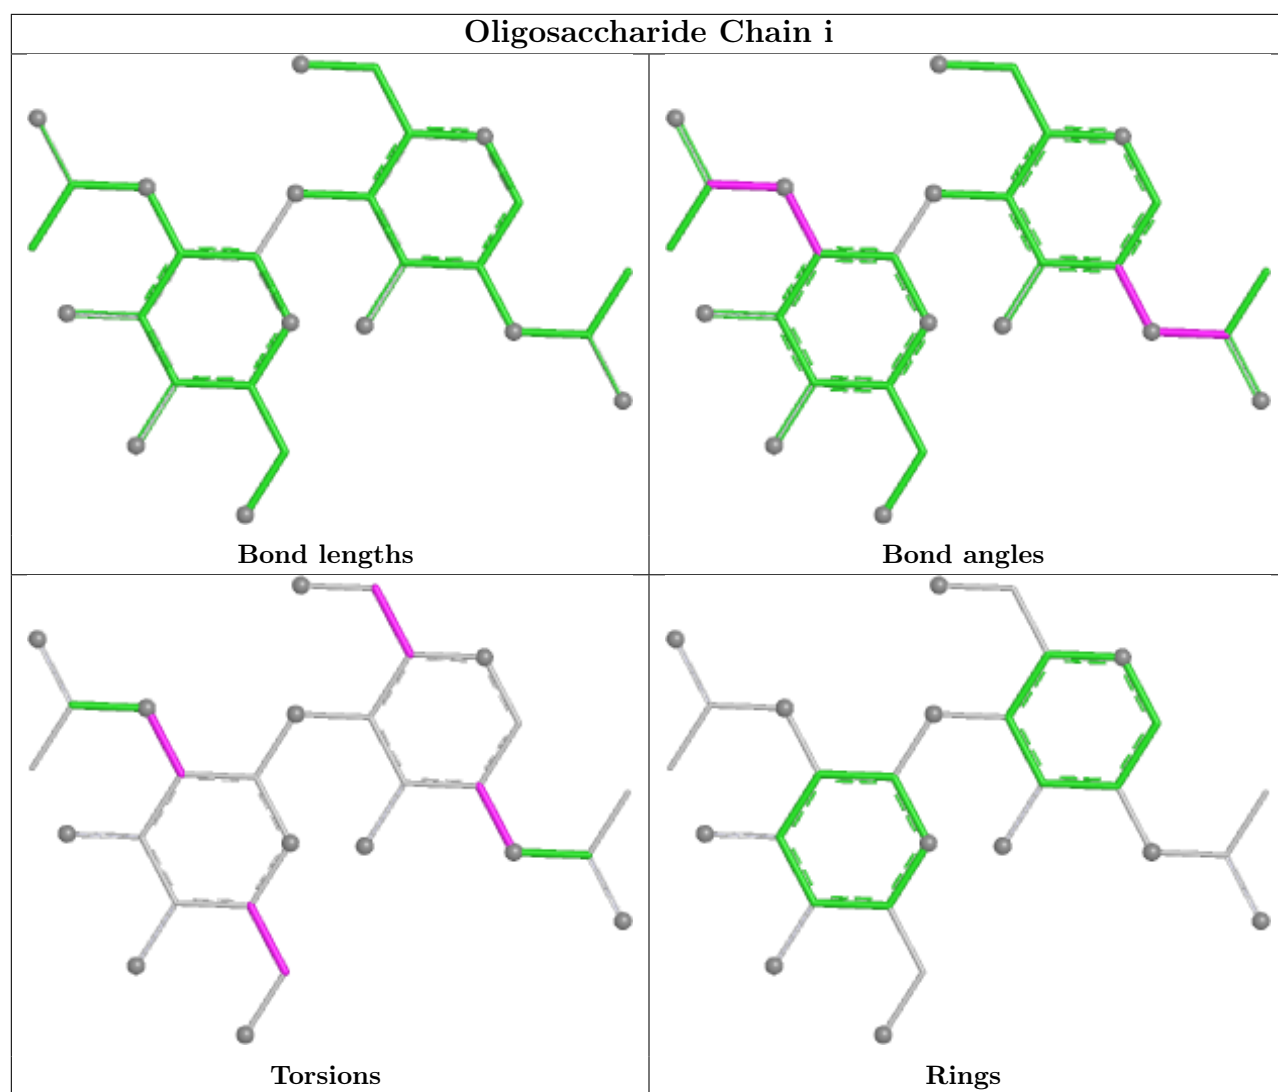 Oligosaccharide Chain i
Bond lengths
Bond angles
Torsions
Rings